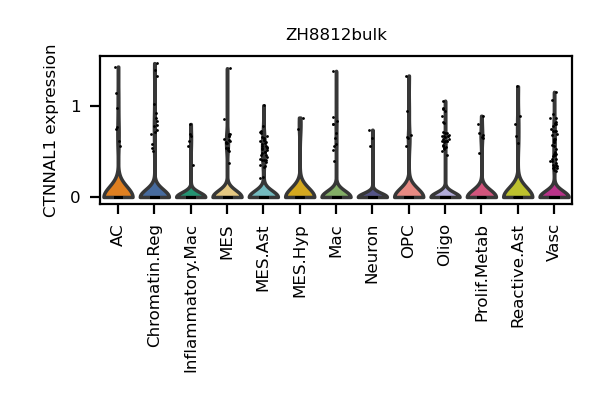 ZH8812bulk
CTNNAL1 expression
1
0
AC
Chromatin.Reg
Inflammatory.Mac
MES
MES.Ast
MES.Hyp
Mac
Neuron
OPC
Oligo
Prolif.Metab
Reactive.Ast
Vasc